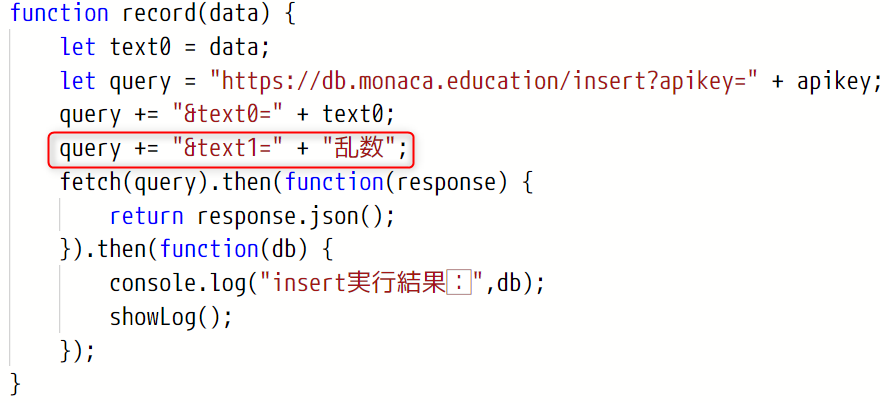 function record(data) {
    let text0 = data;
    let query = "https://db.monaca.education/insert?apikey=" + apikey;
    query += "&text0=" + text0;
    query += "&text1=" + "乱数";
    fetch(query).then(function(response) {
        return response.json();
    }).then(function(db) {
        console.log("insert実行結果：",db);
        showLog();
    });
}